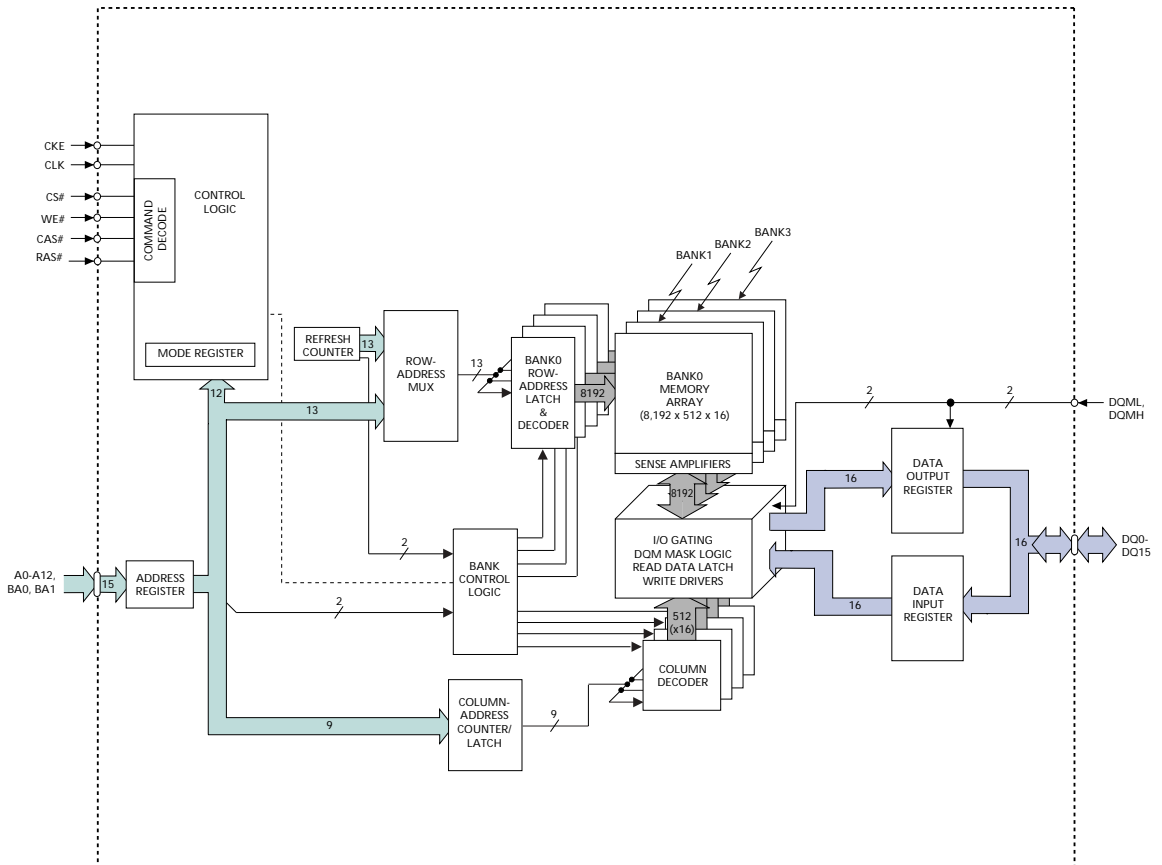 CKE
CLK
CS#
WE#
CAS#
RAS#
COMMAND
DECODE
CONTROL
LOGIC
MODE REGISTER
12
REFRESH
COUNTER
13
13
ROW-
ADDRESS
MUX
13
BANK0
ROW-
ADDRESS
LATCH
&
DECODER
8192
BANK1
BANK2
BANK3
BANK0
MEMORY
ARRAY
(8,192 x 512 x 16)
SENSE AMPLIFIERS
8192
I/O GATING
DQM MASK LOGIC
READ DATA LATCH
WRITE DRIVERS
512
(x16)
COLUMN
DECODER
2
2
DQML,
DQMH
16
DATA
OUTPUT
REGISTER
16
DQ0-
DQ15
16
DATA
INPUT
REGISTER
A0-A12,
BA0, BA1
15
ADDRESS
REGISTER
2
2
BANK
CONTROL
LOGIC
9
COLUMN-
ADDRESS
COUNTER/
LATCH
9